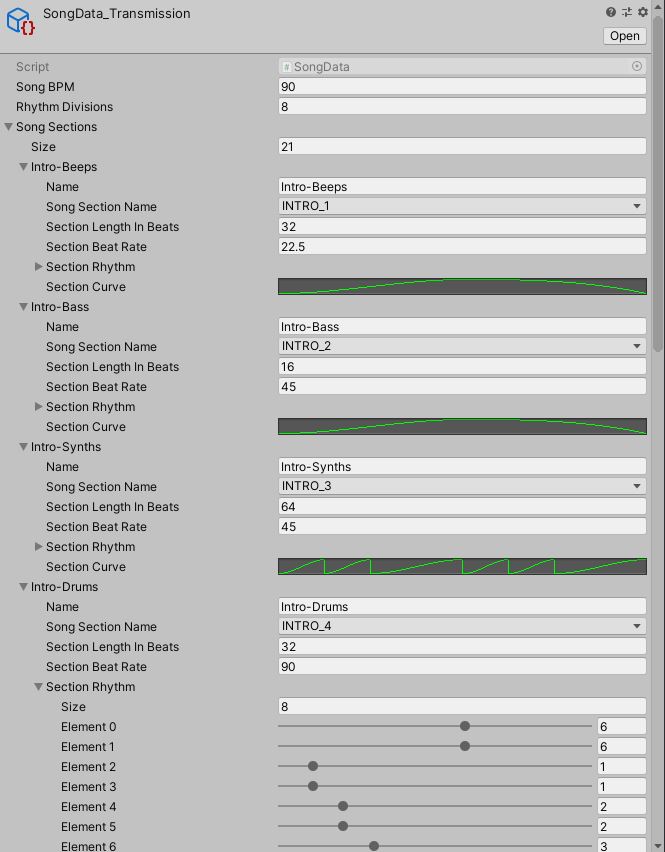 SongData_Transmission
Open
Script SongData
Song BPM 90
Rhythm Divisions 8
Song Sections
Size 21
Intro-Beeps
Name Intro-Beeps
Song Section Name INTRO_1
Section Length In Beats 32
Section Beat Rate 22.5
Section Rhythm
Section Curve
Intro-Bass
Name Intro-Bass
Song Section Name INTRO_2
Section Length In Beats 16
Section Beat Rate 45
Section Rhythm
Section Curve
Intro-Synths
Name Intro-Synths
Song Section Name INTRO_3
Section Length In Beats 64
Section Beat Rate 45
Section Rhythm
Section Curve
Intro-Drums
Name Intro-Drums
Song Section Name INTRO_4
Section Length In Beats 32
Section Beat Rate 90
Section Rhythm
Size 8
Element 0 6
Element 1 6
Element 2 1
Element 3 1
Element 4 2
Element 5 2
Element 6 3